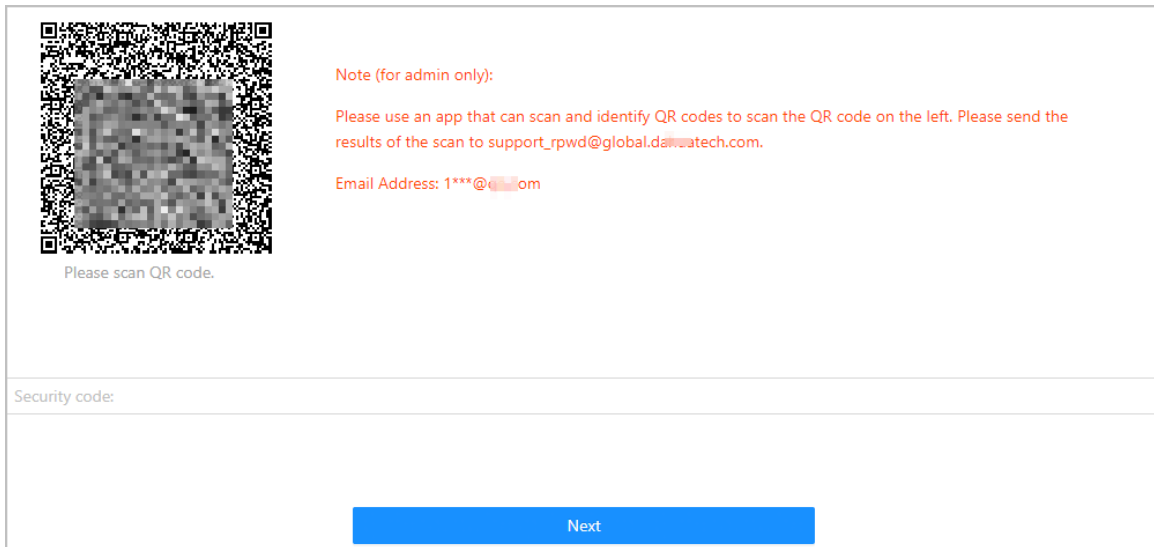 Note (for admin only):
Please use an app that can scan and identify QR codes to scan the QR code on the left. Please send the
results of the scan to
Email Address: 1***@
Please scan QR code.
Security code:
Next